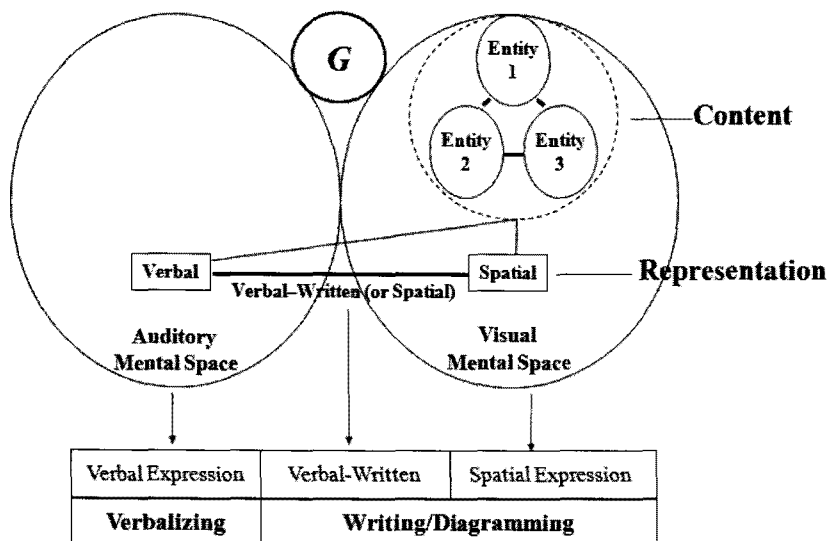 G
Entity
1
Entity
2
Entity
3
Content
Verbal
Spatial
Representation
Verbal–Written (or Spatial)
Auditory
Mental Space
Visual
Mental Space
Verbal Expression
Verbal-Written
Spatial Expression
Verbalizing
Writing/Diagramming